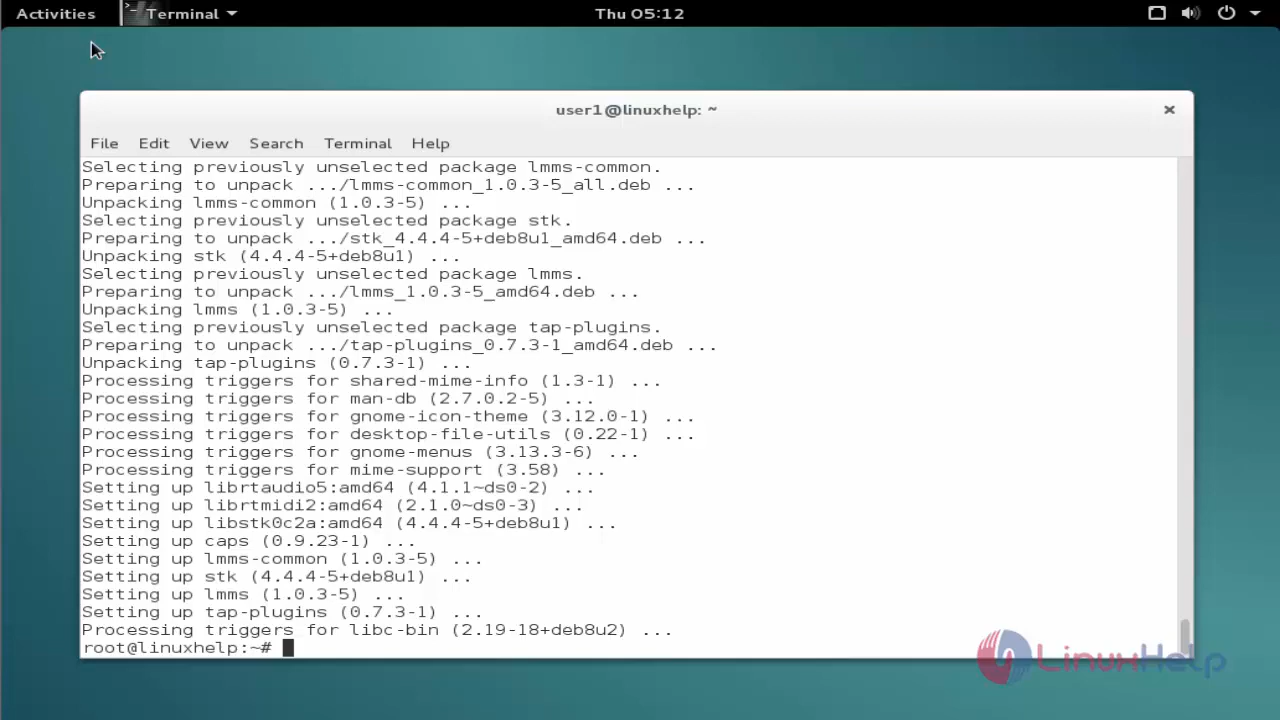 Activities
Terminal
Thu 05:12
user1@linuxhelp: ~
File Edit View Search Terminal Help
Selecting previously unselected package lmms-common.
Preparing to unpack .../lmms-common_1.0.3-5_all.deb ...
Unpacking lmms-common (1.0.3-5) ...
Selecting previously unselected package stk.
Preparing to unpack .../stk_4.4.4-5+deb8u1_amd64.deb ...
Unpacking stk (4.4.4-5+deb8u1) ...
Selecting previously unselected package lmms.
Preparing to unpack .../lmms_1.0.3-5_amd64.deb ...
Unpacking lmms (1.0.3-5) ...
Selecting previously unselected package tap-plugins.
Preparing to unpack .../tap-plugins_0.7.3-1_amd64.deb ...
Unpacking tap-plugins (0.7.3-1) ...
Processing triggers for shared-mime-info (1.3-1) ...
Processing triggers for man-db (2.7.0.2-5) ...
Processing triggers for gnome-icon-theme (3.12.0-1) ...
Processing triggers for desktop-file-utils (0.22-1) ...
Processing triggers for gnome-menus (3.13.3-6) ...
Processing triggers for mime-support (3.58) ...
Setting up librtaudio5:amd64 (4.1.1~ds0-2) ...
Setting up librtmidi2:amd64 (2.1.0~ds0-3) ...
Setting up libstk0c2a:amd64 (4.4.4-5+deb8u1) ...
Setting up caps (0.9.23-1) ...
Setting up lmms-common (1.0.3-5) ...
Setting up stk (4.4.4-5+deb8u1) ...
Setting up lmms (1.0.3-5) ...
Setting up tap-plugins (0.7.3-1) ...
Processing triggers for libc-bin (2.19-18+deb8u2) ...
root@linuxhelp:~#
LinuxHelp